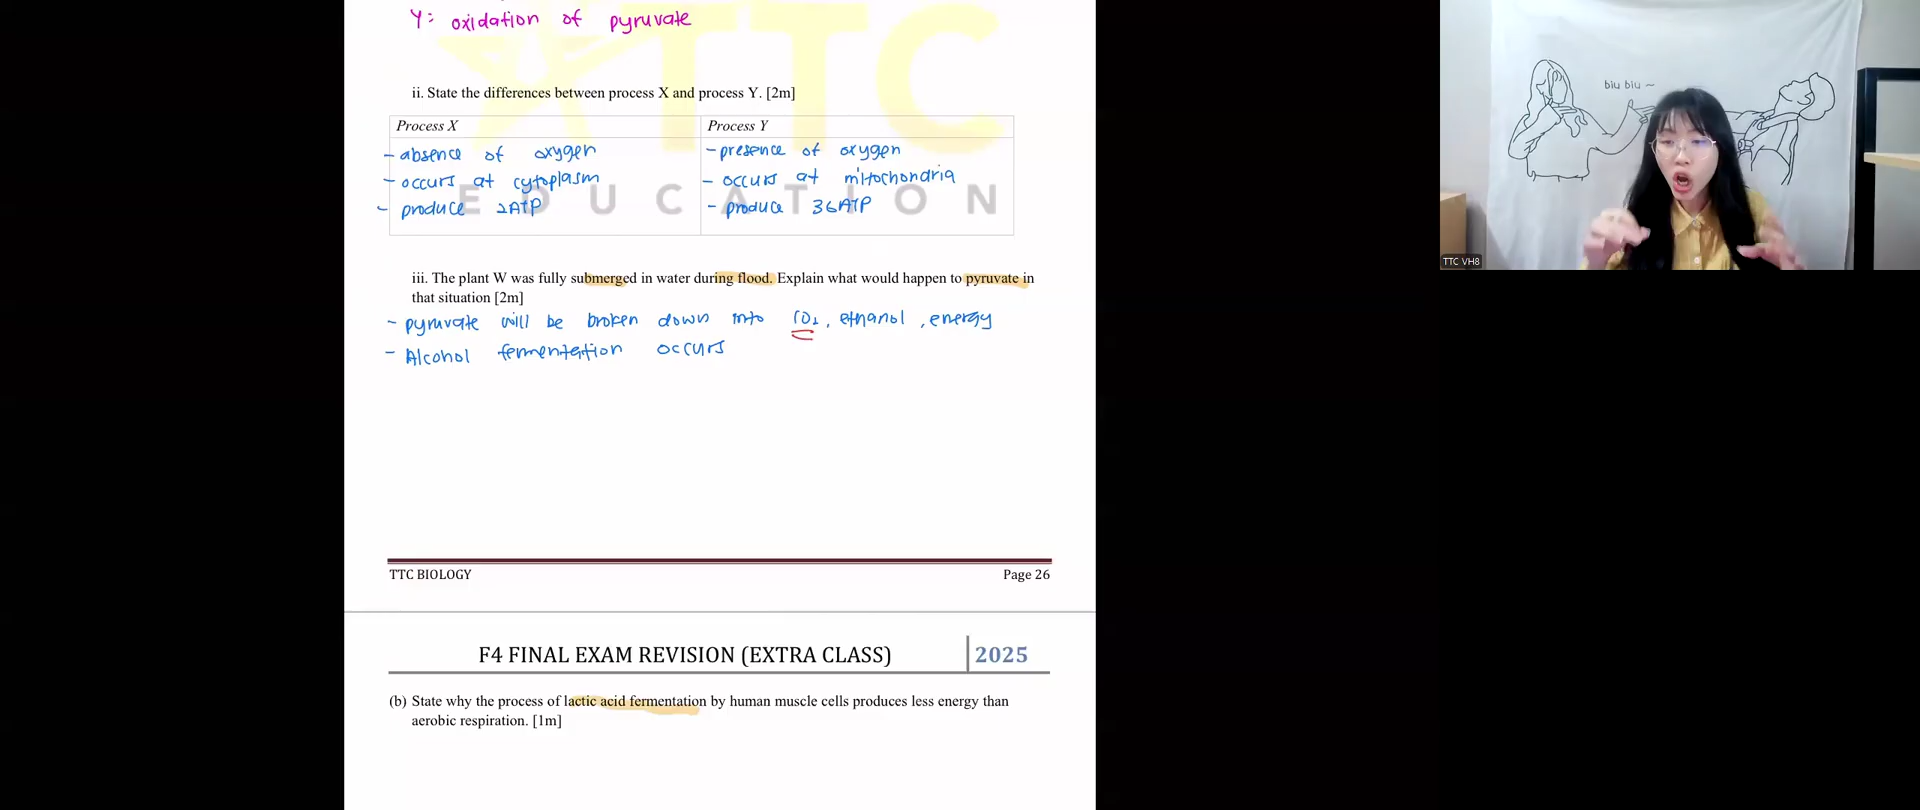 Y: oxidation of pyruvate
TTC
EDUCATION
ii. State the differences between process X and process Y. [2m]
Process X
- absence of oxygen
- occurs at cytoplasm
- produce 2ATP
Process Y
- presence of oxygen
- occurs at mitochondria
- produce 36ATP
iii. The plant W was fully submerged in water during flood. Explain what would happen to pyruvate in
that situation [2m]
- pyruvate will be broken down into CO₂, ethanol, energy
- Alcohol fermentation occurs
TTC BIOLOGY
Page 26
F4 FINAL EXAM REVISION (EXTRA CLASS)
2025
(b) State why the process of lactic acid fermentation by human muscle cells produces less energy than
aerobic respiration. [1m]
biu biu ~
TTC VH8